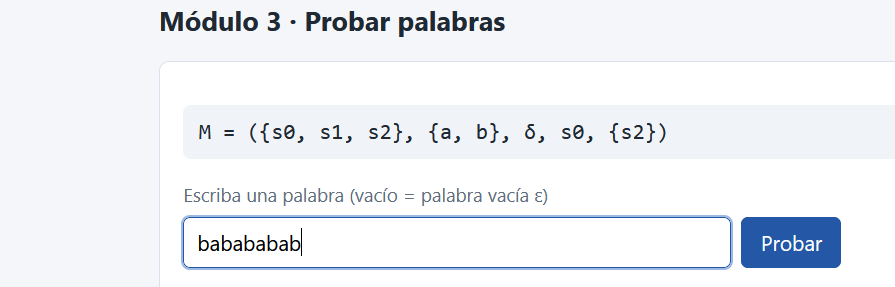 Módulo 3 · Probar palabras
M = ({s0, s1, s2}, {a, b}, δ, s0, {s2})
Escriba una palabra (vacío = palabra vacía ε)
babababab
Probar